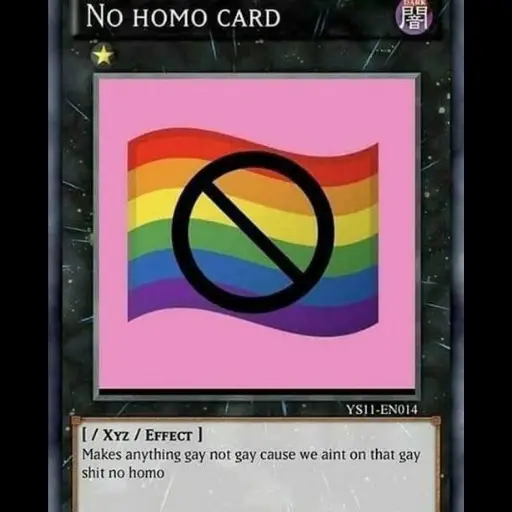 NO HOMO CARD
DARK
闇
YS11-EN014
[ / XYZ / EFFECT ]
Makes anything gay not gay cause we aint on that gay
shit no homo